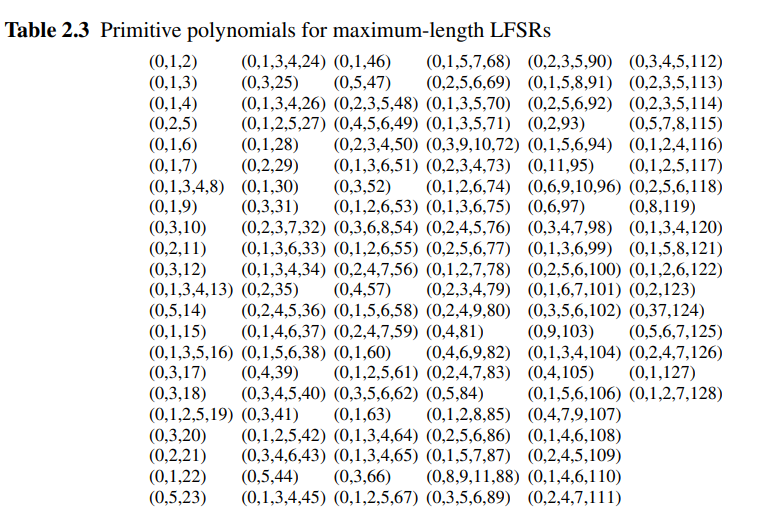 Table 2.3 Primitive polynomials for maximum-length LFSRs
(0,1,2) (0,1,3,4,24) (0,1,46) (0,1,5,7,68) (0,2,3,5,90) (0,3,4,5,112)
(0,1,3) (0,3,25) (0,5,47) (0,2,5,6,69) (0,1,5,8,91) (0,2,3,5,113)
(0,1,4) (0,1,3,4,26) (0,2,3,5,48) (0,1,3,5,70) (0,2,5,6,92) (0,2,3,5,114)
(0,2,5) (0,1,2,5,27) (0,4,5,6,49) (0,1,3,5,71) (0,2,93) (0,5,7,8,115)
(0,1,6) (0,1,28) (0,2,3,4,50) (0,3,9,10,72) (0,1,5,6,94) (0,1,2,4,116)
(0,1,7) (0,2,29) (0,1,3,6,51) (0,2,3,4,73) (0,11,95) (0,1,2,5,117)
(0,1,3,4,8) (0,1,30) (0,3,52) (0,1,2,6,74) (0,6,9,10,96) (0,2,5,6,118)
(0,1,9) (0,3,31) (0,1,2,6,53) (0,1,3,6,75) (0,6,97) (0,8,119)
(0,3,10) (0,2,3,7,32) (0,3,6,8,54) (0,2,4,5,76) (0,3,4,7,98) (0,1,3,4,120)
(0,2,11) (0,1,3,6,33) (0,1,2,6,55) (0,2,5,6,77) (0,1,3,6,99) (0,1,5,8,121)
(0,3,12) (0,1,3,4,34) (0,2,4,7,56) (0,1,2,7,78) (0,2,5,6,100) (0,1,2,6,122)
(0,1,3,4,13) (0,2,35) (0,4,57) (0,2,3,4,79) (0,1,6,7,101) (0,2,123)
(0,5,14) (0,2,4,5,36) (0,1,5,6,58) (0,2,4,9,80) (0,3,5,6,102) (0,37,124)
(0,1,15) (0,1,4,6,37) (0,2,4,7,59) (0,4,81) (0,9,103) (0,5,6,7,125)
(0,1,3,5,16) (0,1,5,6,38) (0,1,60) (0,4,6,9,82) (0,1,3,4,104) (0,2,4,7,126)
(0,3,17) (0,4,39) (0,1,2,5,61) (0,2,4,7,83) (0,4,105) (0,1,127)
(0,3,18) (0,3,4,5,40) (0,3,5,6,62) (0,5,84) (0,1,5,6,106) (0,1,2,7,128)
(0,1,2,5,19) (0,3,41) (0,1,63) (0,1,2,8,85) (0,4,7,9,107)
(0,3,20) (0,1,2,5,42) (0,1,3,4,64) (0,2,5,6,86) (0,1,4,6,108)
(0,2,21) (0,3,4,6,43) (0,1,3,4,65) (0,1,5,7,87) (0,2,4,5,109)
(0,1,22) (0,5,44) (0,3,66) (0,8,9,11,88) (0,1,4,6,110)
(0,5,23) (0,1,3,4,45) (0,1,2,5,67) (0,3,5,6,89) (0,2,4,7,111)